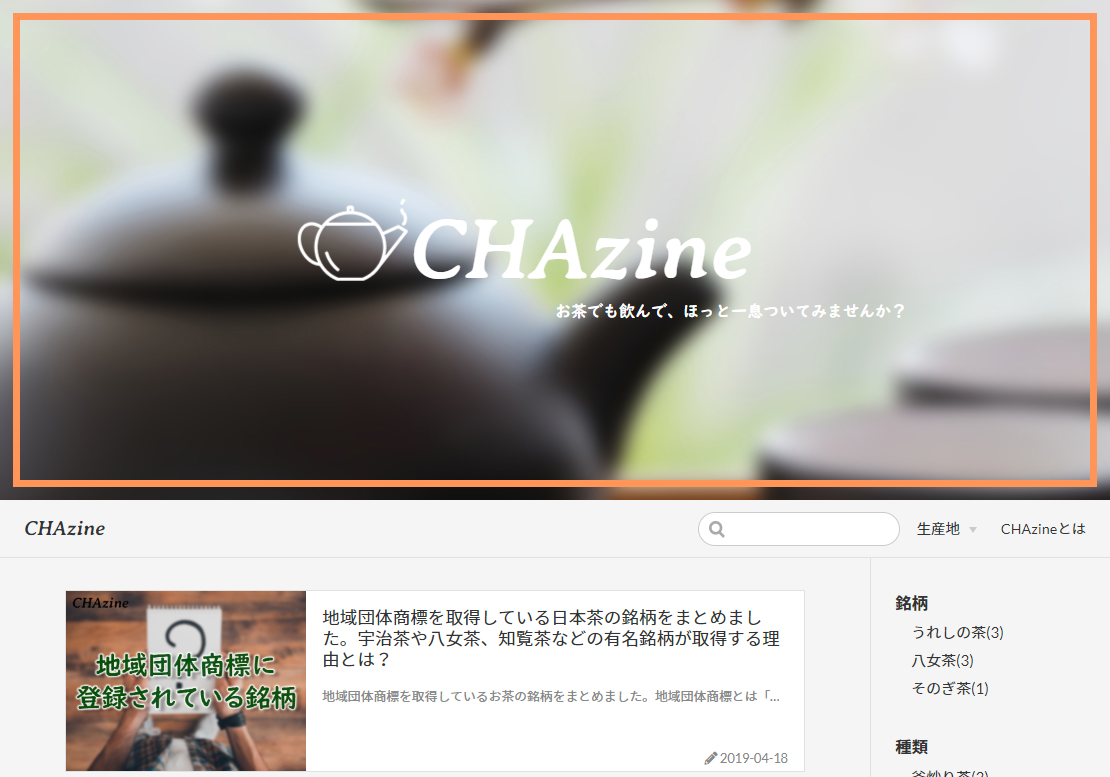 CHAzine
お茶でも飲んで、ほっと一息ついてみませんか？
CHAzine
生産地
CHAzineとは
CHAzine
地域団体商標に
登録されている銘柄
地域団体商標を取得している日本茶の銘柄をまとめまし
た。宇治茶や八女茶、知覧茶などの有名銘柄が取得する理
由とは？
地域団体商標を取得しているお茶の銘柄をまとめました。地域団体商標とは「...
2019-04-18
銘柄
うれしの茶(3)
八女茶(3)
そのぎ茶(1)
種類
釜炒り茶(2)